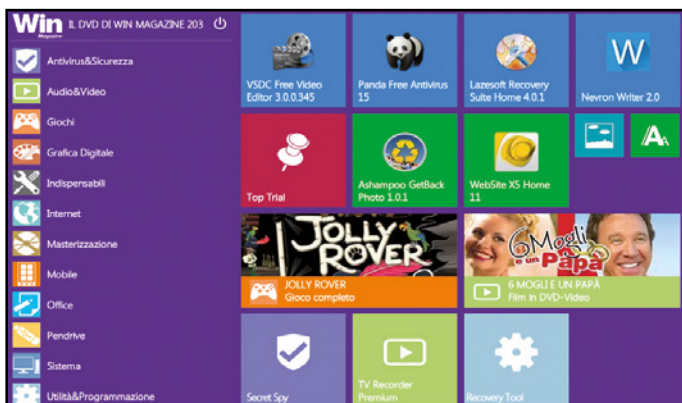 Win
Magazine
IL DVD DI WIN MAGAZINE 203
Antivirus&Sicurezza
Audio&Video
Giochi
Grafica Digitale
Indispensabili
Internet
Masterizzazione
Mobile
Office
Pendrive
Sistema
Utilità&Programmazione
VSDC Free Video
Editor 3.0.0.345
Panda Free Antivirus
15
Lazesoft Recovery
Suite Home 4.0.1
W
Nevron Writer 2.0
Top Trial
Ashampoo GetBack
Photo 1.0.1
WebSite X5 Home
11
AA
JOLLY
ROVER
JOLLY ROVER
Gioco completo
6 Mogli
e un Papà
6 MOGLI E UN PAPÀ
Film in DVD-Video
Secret Spy
TV Recorder
Premium
Recovery Tool